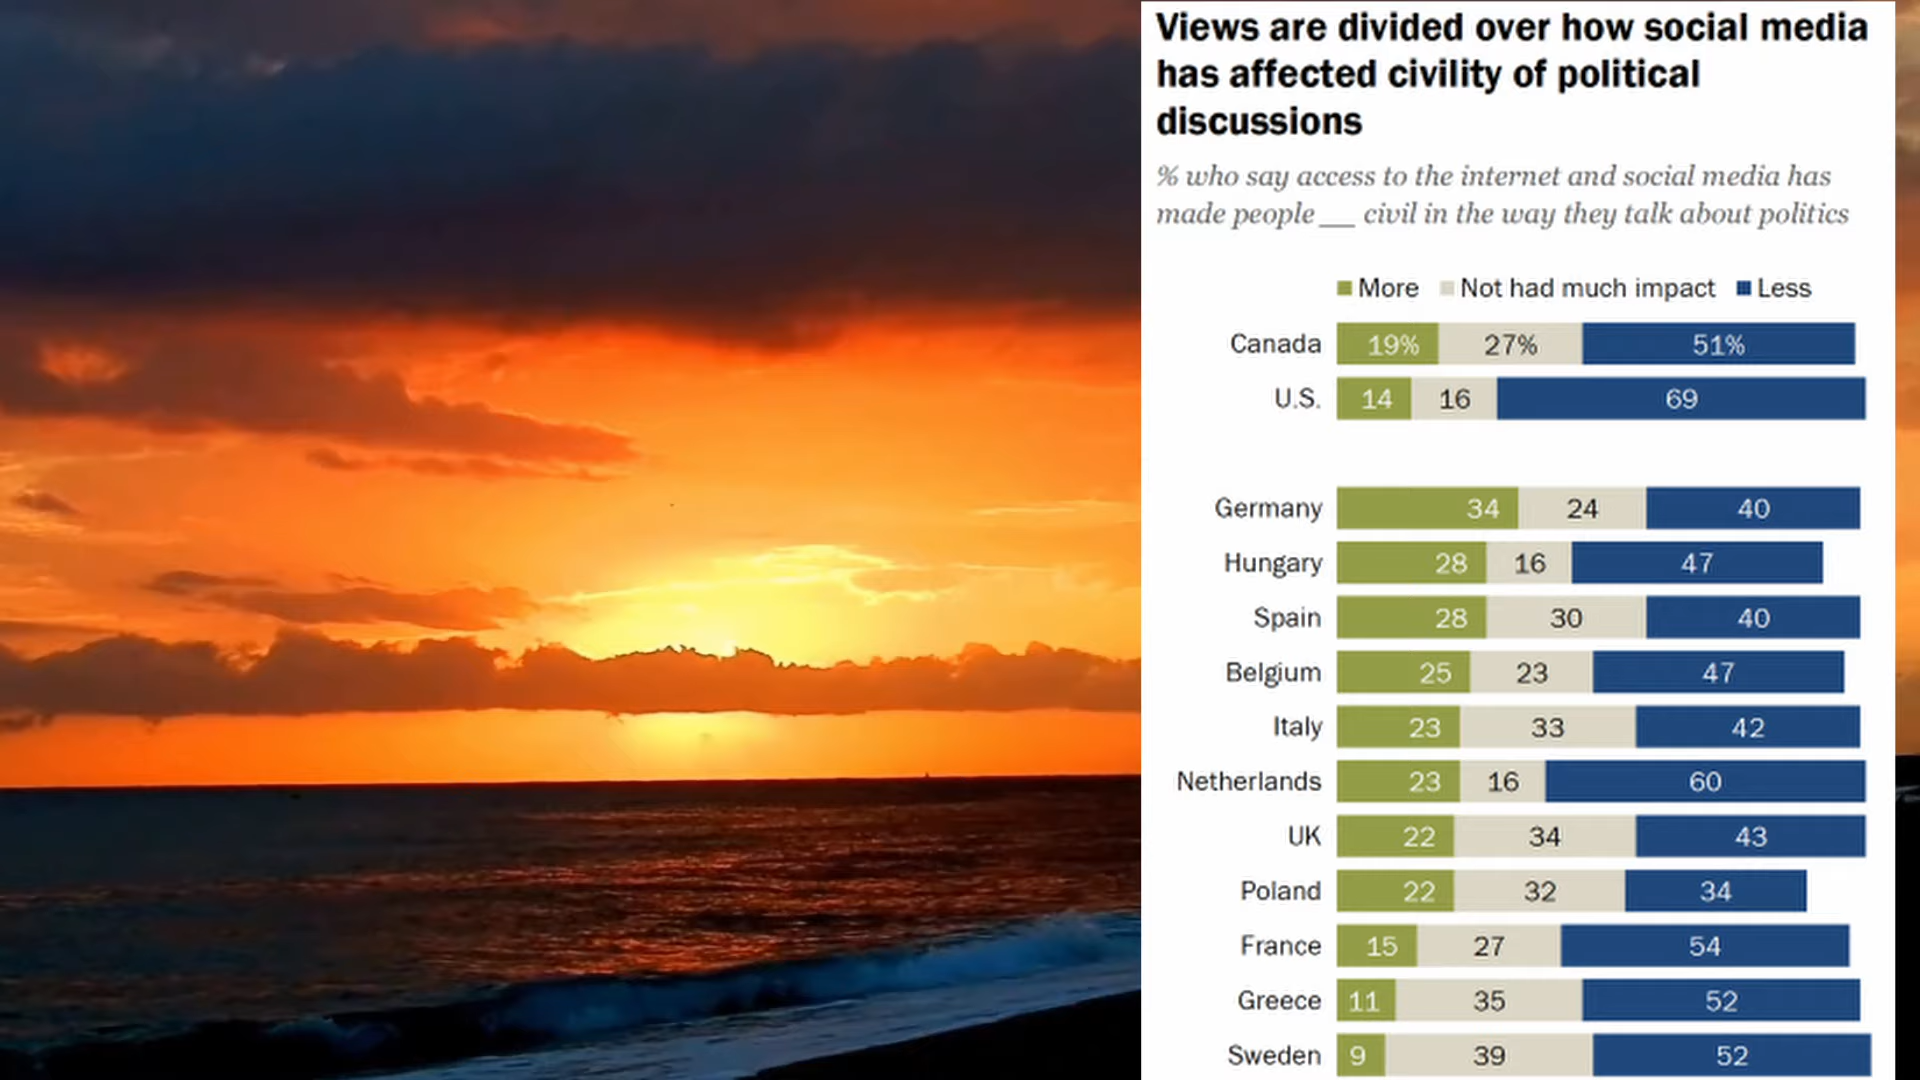 Views are divided over how social media
has affected civility of political
discussions
% who say access to the internet and social media has
made people __ civil in the way they talk about politics
More Not had much impact Less
Canada 19% 27% 51%
U.S. 14 16 69
Germany 34 24 40
Hungary 28 16 47
Spain 28 30 40
Belgium 25 23 47
Italy 23 33 42
Netherlands 23 16 60
UK 22 34 43
Poland 22 32 34
France 15 27 54
Greece 11 35 52
Sweden 9 39 52